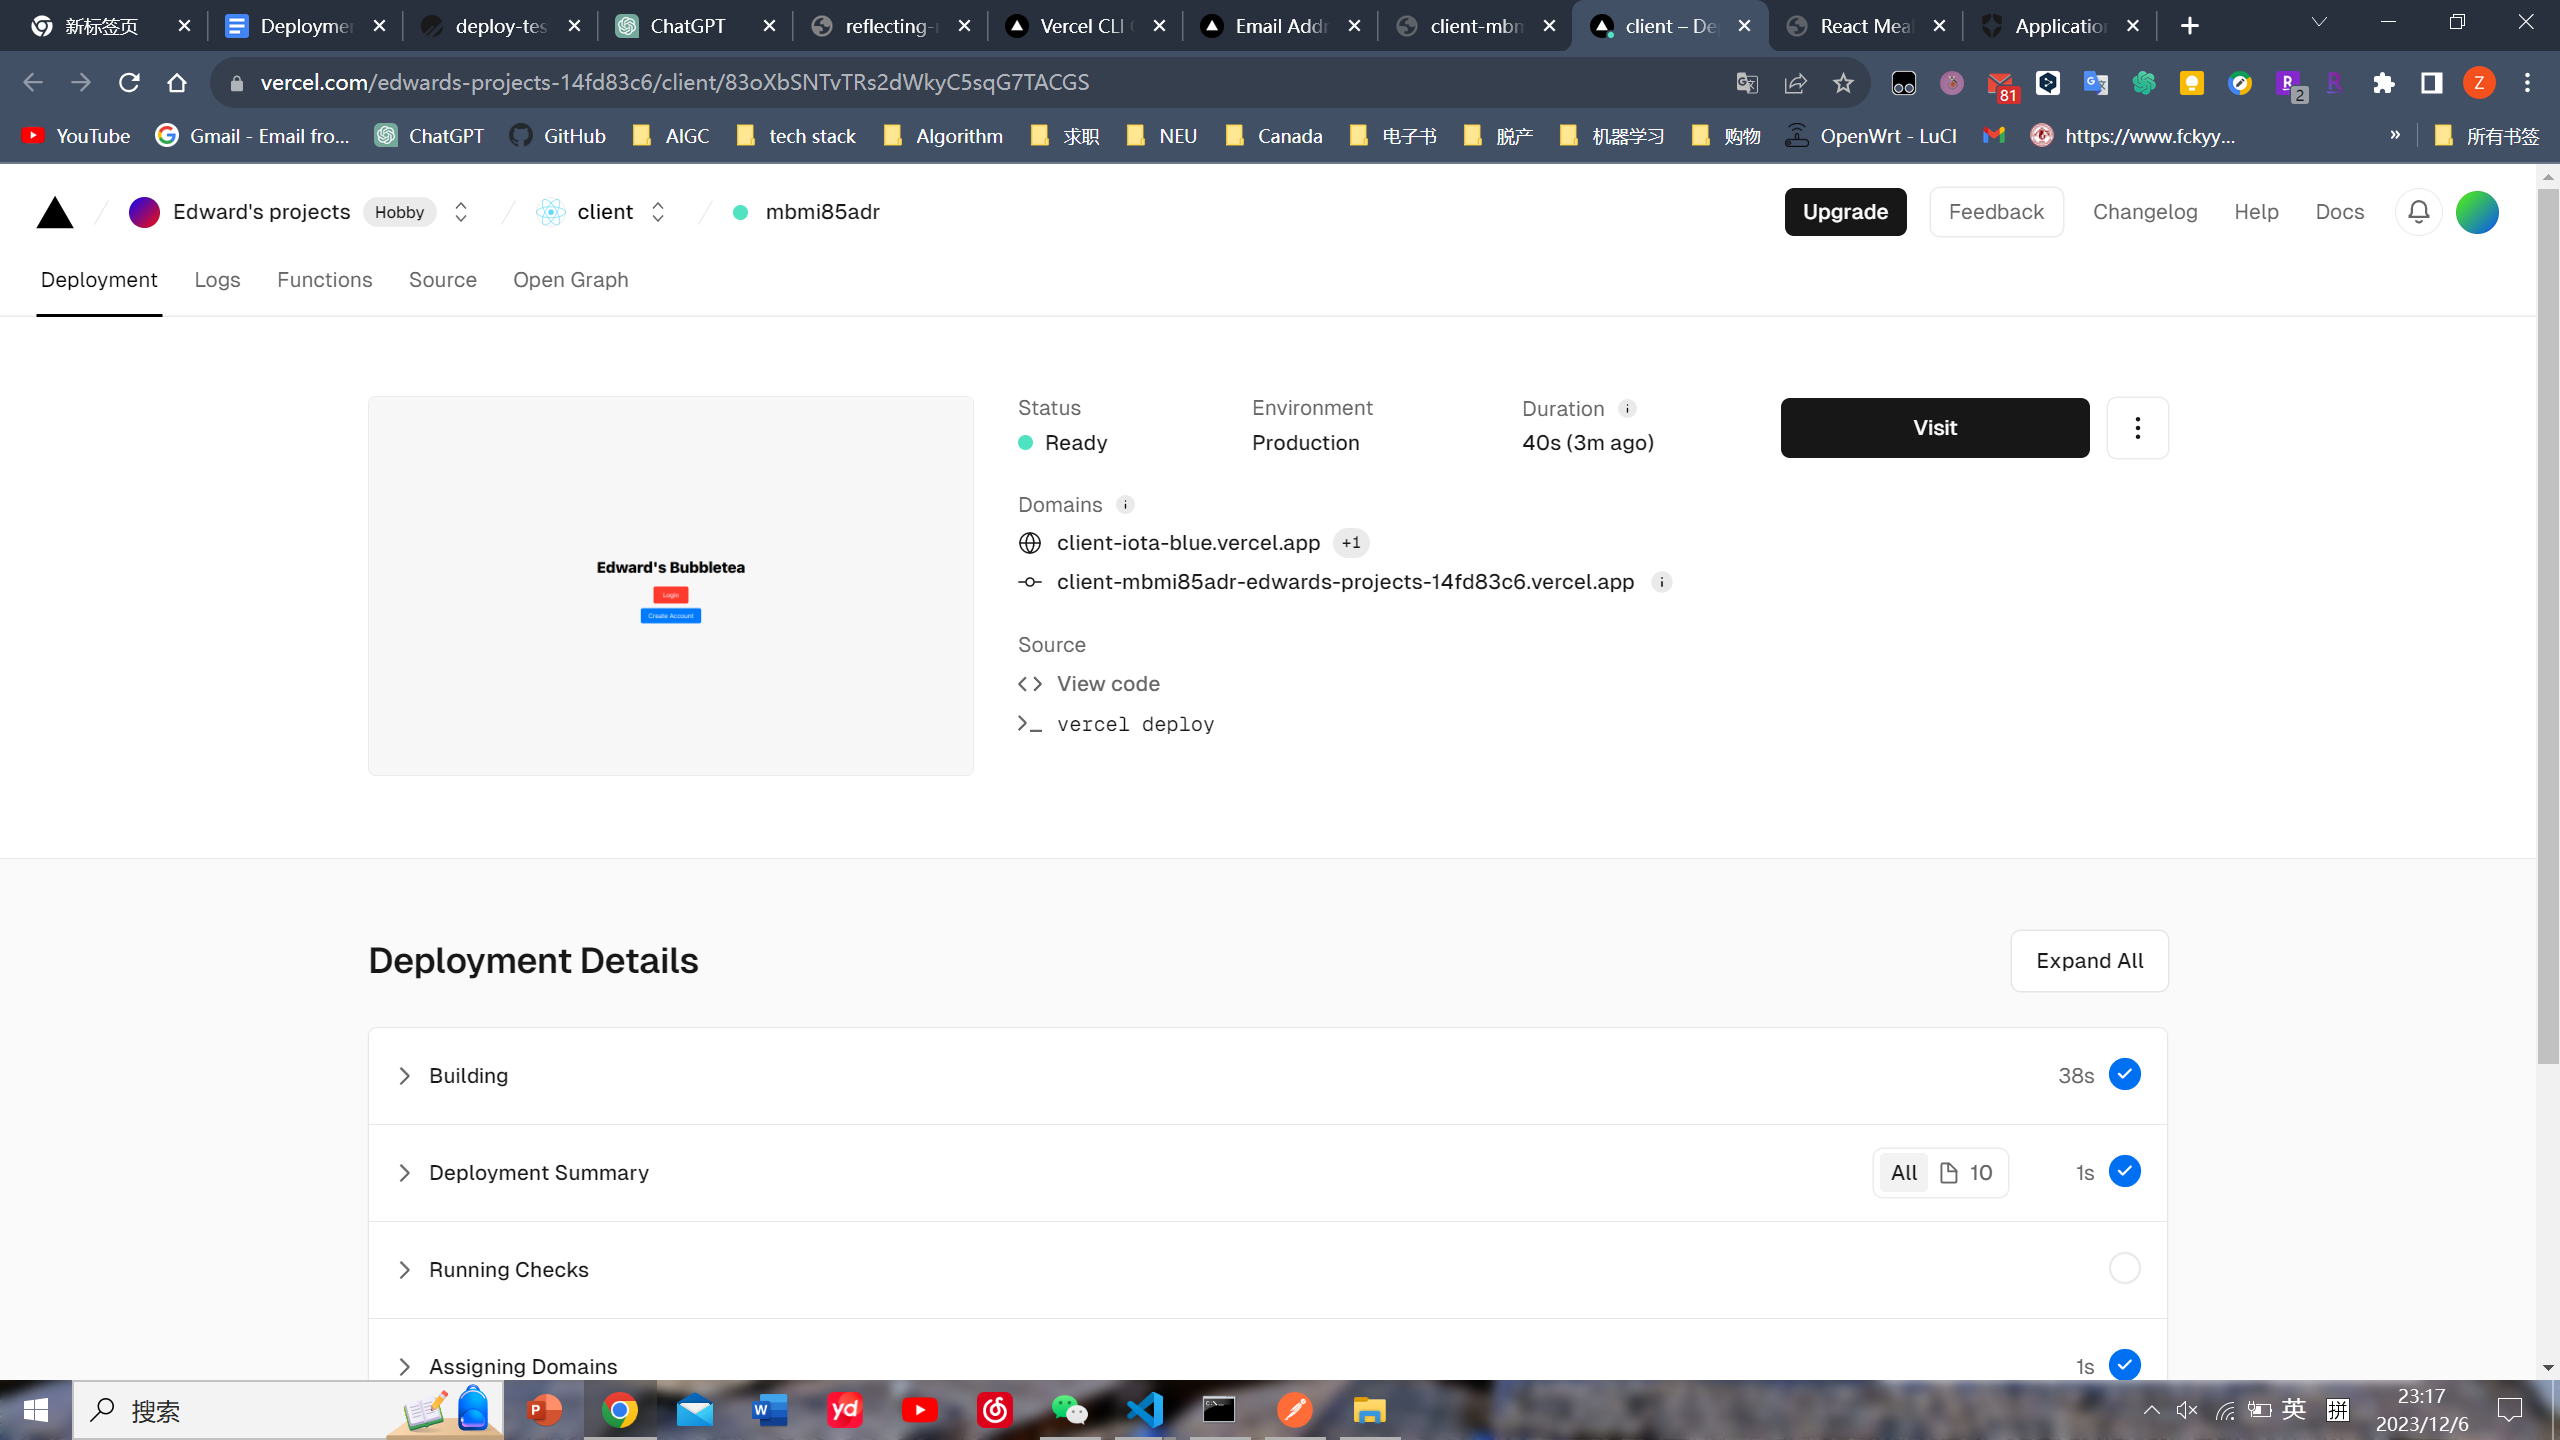 新标签页
Deploymen
deploy-tes
ChatGPT
reflecting-
Vercel CLI
Email Addr
client-mbm
client – De
React Mea
Application
vercel.com/edwards-projects-14fd83c6/client/83oXbSNTvTRs2dWkyC5sqG7TACGS
81
2
Z
YouTube
Gmail - Email fro...
ChatGPT
GitHub
AIGC
tech stack
Algorithm
求职
NEU
Canada
电子书
脱产
机器学习
购物
OpenWrt - LuCI
https://www.fckyy...
»
所有书签
Edward's projects
Hobby
client
mbmi85adr
Upgrade
Feedback
Changelog
Help
Docs
Deployment
Logs
Functions
Source
Open Graph
Edward's Bubbletea
Login
Create Account
Status
Environment
Duration
Ready
Production
40s (3m ago)
Visit
Domains
client-iota-blue.vercel.app
+1
client-mbmi85adr-edwards-projects-14fd83c6.vercel.app
Source
View code
vercel deploy
Deployment Details
Expand All
Building
38s
Deployment Summary
All
10
1s
Running Checks
Assigning Domains
1s
搜索
yd
英
拼
23:17
2023/12/6